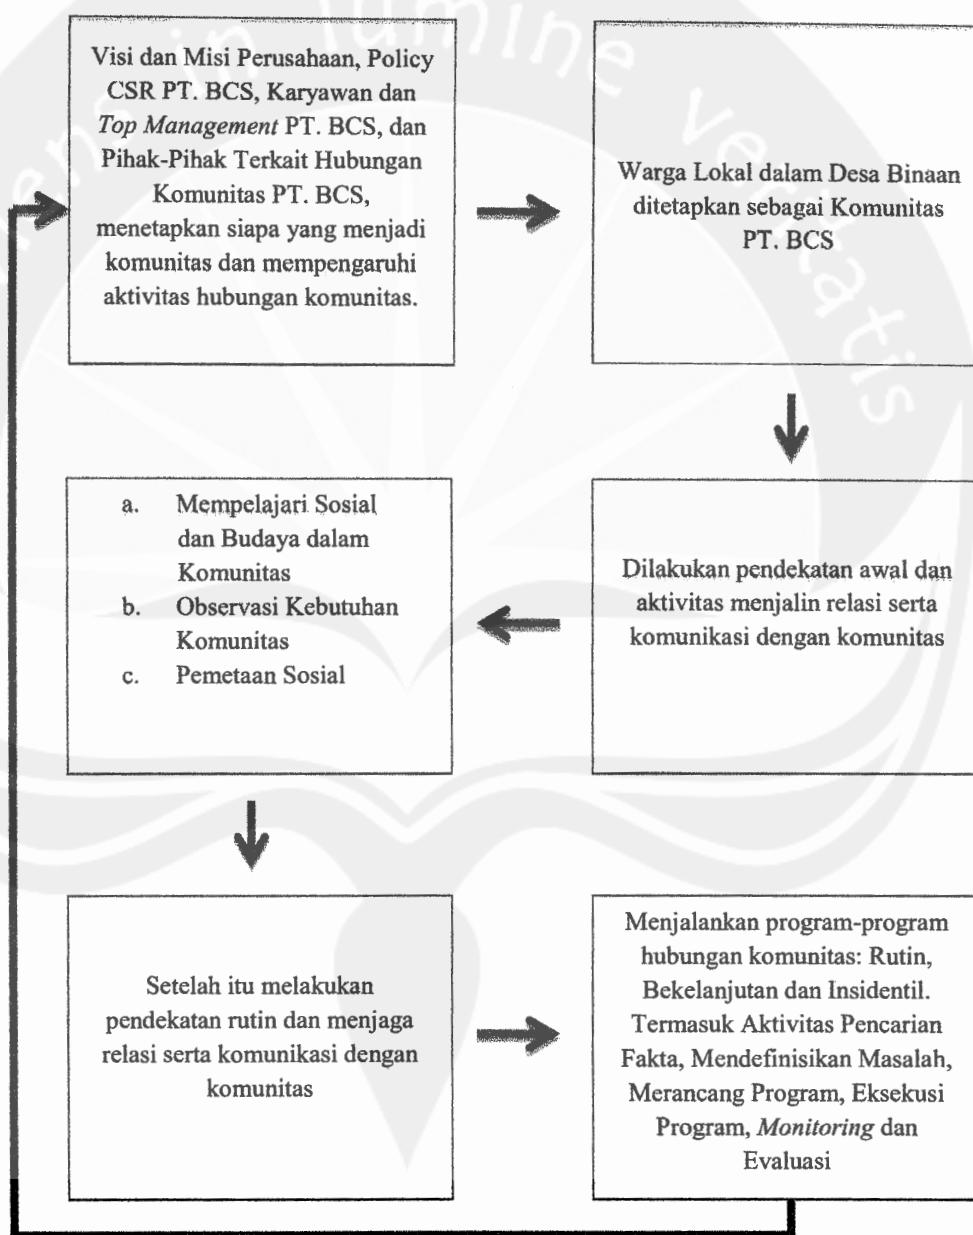 Visi dan Misi Perusahaan, Policy
CSR PT. BCS, Karyawan dan
Top Management PT. BCS, dan
Pihak-Pihak Terkait Hubungan
Komunitas PT. BCS,
menetapkan siapa yang menjadi
komunitas dan mempengaruhi
aktivitas hubungan komunitas.
Warga Lokal dalam Desa Binaan
ditetapkan sebagai Komunitas
PT. BCS
Dilakukan pendekatan awal dan
aktivitas menjalin relasi serta
komunikasi dengan komunitas
a. Mempelajari Sosial
dan Budaya dalam
Komunitas
b. Observasi Kebutuhan
Komunitas
c. Pemetaan Sosial
Setelah itu melakukan
pendekatan rutin dan menjaga
relasi serta komunikasi dengan
komunitas
Menjalankan program-program
hubungan komunitas: Rutin,
Bekelanjutan dan Insidentil.
Termasuk Aktivitas Pencarian
Fakta, Mendefinisikan Masalah,
Merancang Program, Eksekusi
Program, Monitoring dan
Evaluasi
ens in lumine veritatis